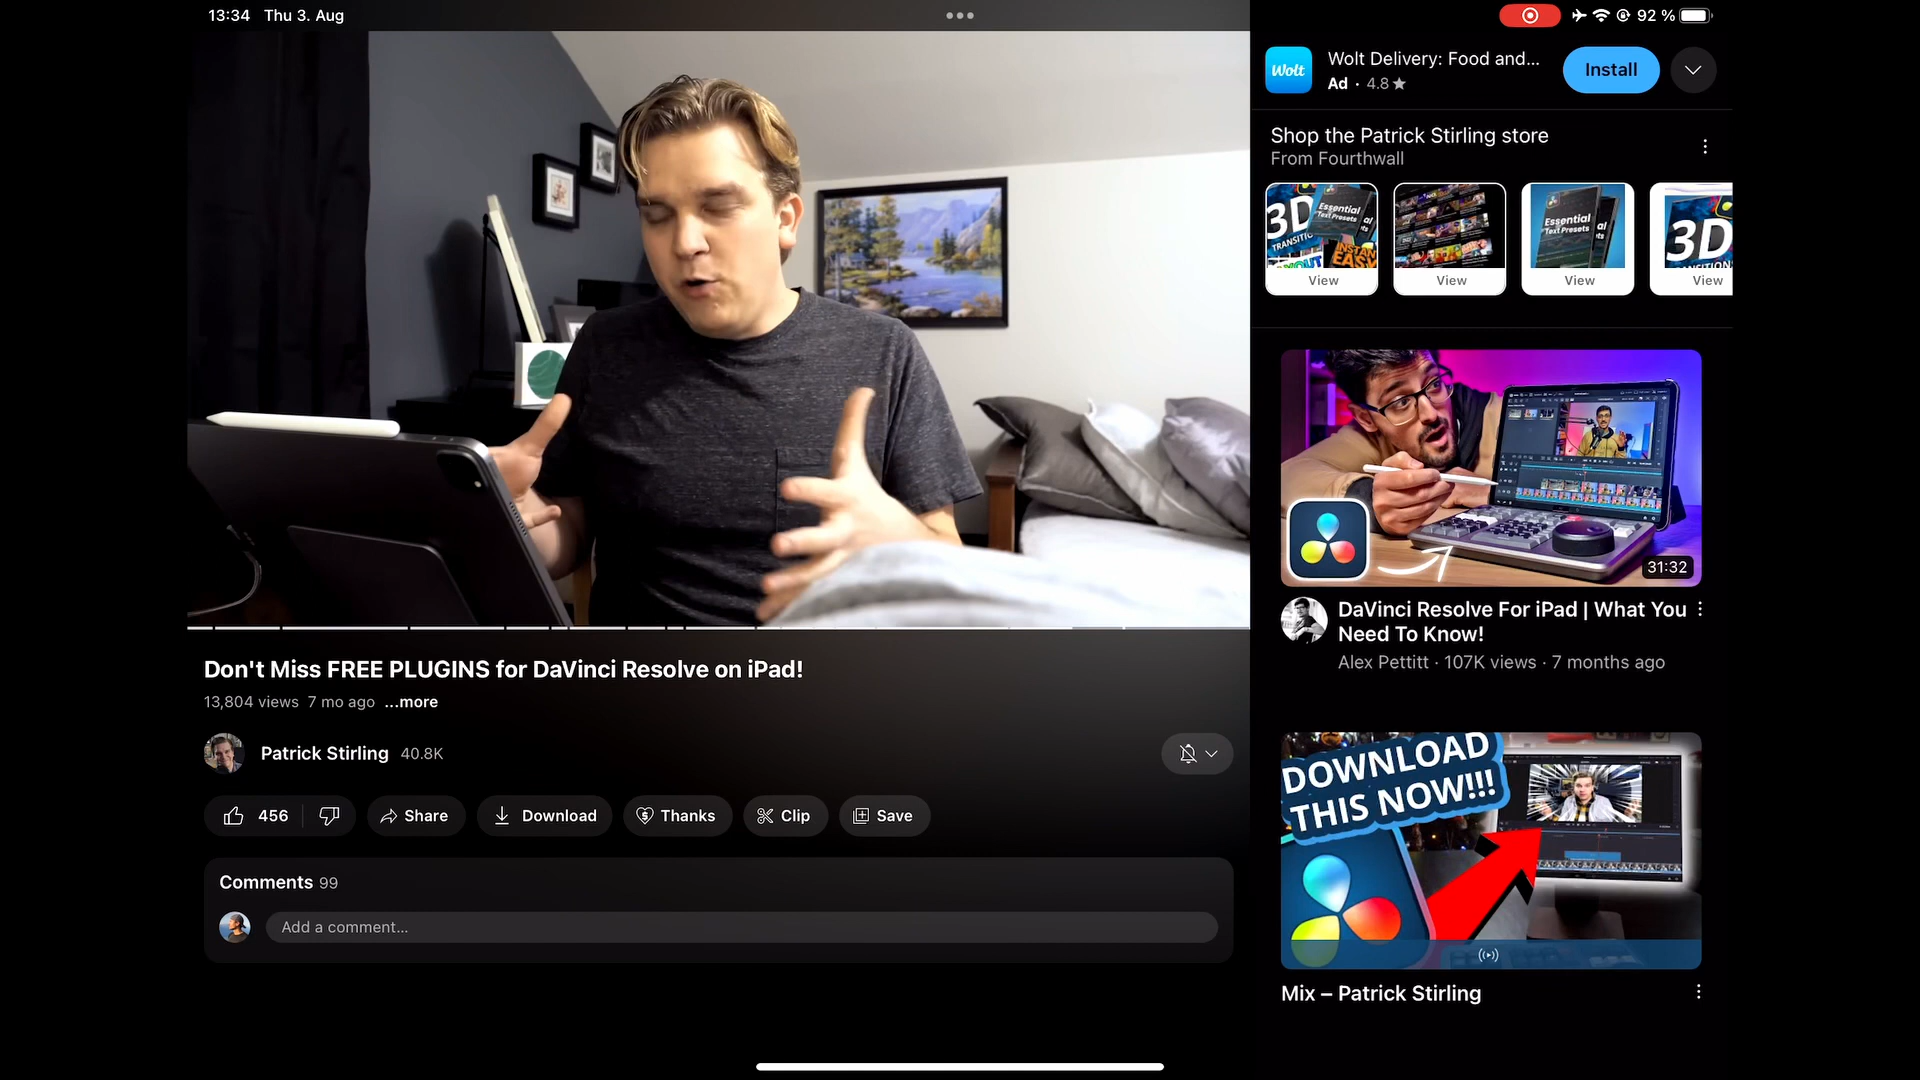 13:34 Thu 3. Aug
92 %
Wolt
Wolt Delivery: Food and...
Ad · 4.8★
Install
Shop the Patrick Stirling store
From Fourthwall
3D
TRANSITIO
Essential
Text Presets
View
View
Essential
Text Presets
View
3D
View
31:32
DaVinci Resolve For iPad | What You
Need To Know!
Alex Pettitt · 107K views · 7 months ago
Don't Miss FREE PLUGINS for DaVinci Resolve on iPad!
13,804 views 7 mo ago ...more
Patrick Stirling 40.8K
456
Share
Download
Thanks
Clip
Save
Comments 99
Add a comment...
DOWNLOAD
THIS NOW!!!
Mix – Patrick Stirling